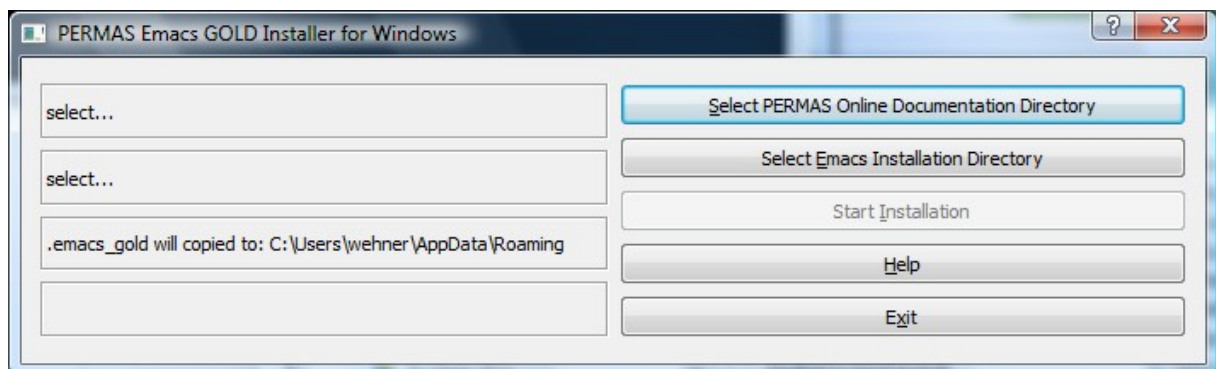 PERMAS Emacs GOLD Installer for Windows
select...
Select PERMAS Online Documentation Directory
select...
Select Emacs Installation Directory
Start Installation
.emacs_gold will copied to: C:\Users\wehner\AppData\Roaming
Help
Exit